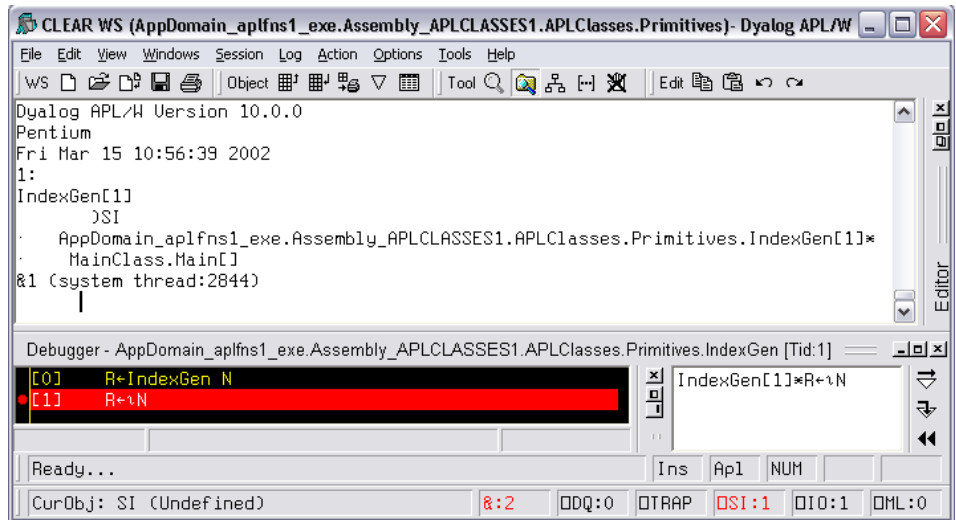 CLEAR WS (AppDomain_aplfns1_exe.Assembly_APLCLASSES1.APLClasses.Primitives)- Dyalog APL/W
File Edit View Windows Session Log Action Options Tools Help
WS Object Tool Edit
Dyalog APL/W Version 10.0.0
Pentium
Fri Mar 15 10:56:39 2002
1:
IndexGen[1]
)SI
· AppDomain_aplfns1_exe.Assembly_APLCLASSES1.APLClasses.Primitives.IndexGen[1]*
· MainClass.Main[]
&1 (system thread:2844)
Editor
Debugger - AppDomain_aplfns1_exe.Assembly_APLCLASSES1.APLClasses.Primitives.IndexGen [Tid:1]
[0] R←IndexGen N
[1] R←⍳N
IndexGen[1]*R←⍳N
Ready... Ins Apl NUM
CurObj: SI (Undefined) &:2 ⎕DQ:0 ⎕TRAP ⎕SI:1 ⎕IO:1 ⎕ML:0